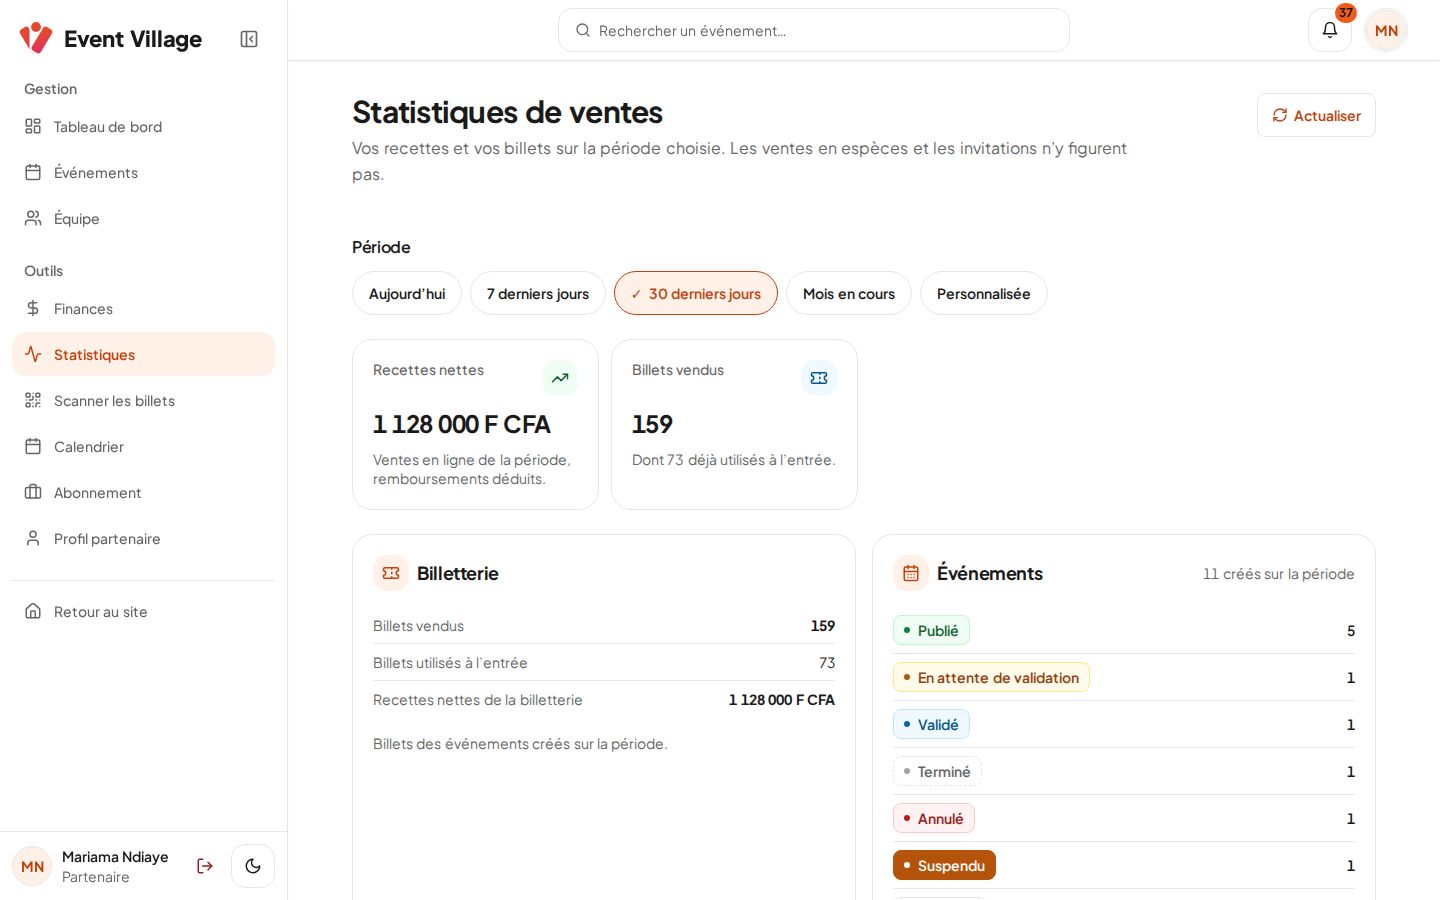 Event Village
Gestion
Tableau de bord
Événements
Équipe
Outils
Finances
Statistiques
Scanner les billets
Calendrier
Abonnement
Profil partenaire
Retour au site
MN
Mariama Ndiaye
Partenaire
Rechercher un événement…
37
MN
Statistiques de ventes
Actualiser
Vos recettes et vos billets sur la période choisie. Les ventes en espèces et les invitations n’y figurent
pas.
Période
Aujourd’hui
7 derniers jours
✓ 30 derniers jours
Mois en cours
Personnalisée
Recettes nettes
1 128 000 F CFA
Ventes en ligne de la période,
remboursements déduits.
Billets vendus
159
Dont 73 déjà utilisés à l’entrée.
Billetterie
Billets vendus 159
Billets utilisés à l’entrée 73
Recettes nettes de la billetterie 1 128 000 F CFA
Billets des événements créés sur la période.
Événements 11 créés sur la période
Publié 5
En attente de validation 1
Validé 1
Terminé 1
Annulé 1
Suspendu 1